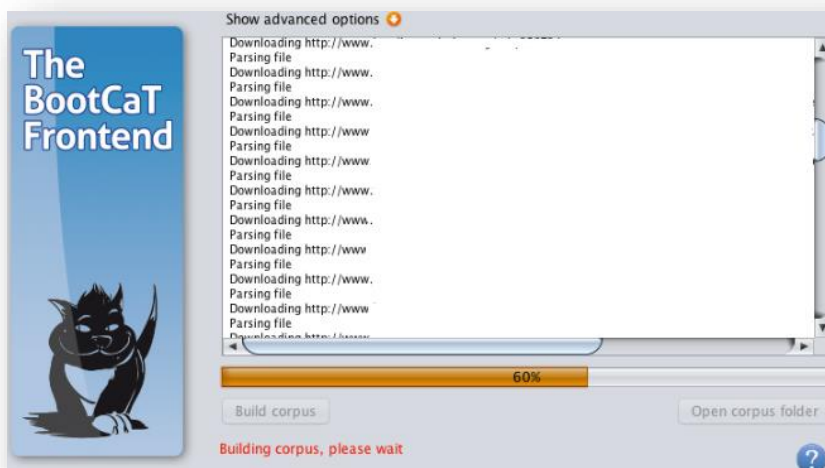 Show advanced options
The
BootCaT
Frontend
Downloading http://www.
Parsing file
Downloading http://www.
Parsing file
Downloading http://www.
Parsing file
Downloading http://www
Parsing file
Downloading http://www
Parsing file
Downloading http://www.
Parsing file
Downloading http://www.
Parsing file
Downloading http://www
Parsing file
Downloading http://www.
Parsing file
Downloading http://www
Parsing file
Downloading http://www.
60%
Build corpus
Open corpus folder
Building corpus, please wait
?